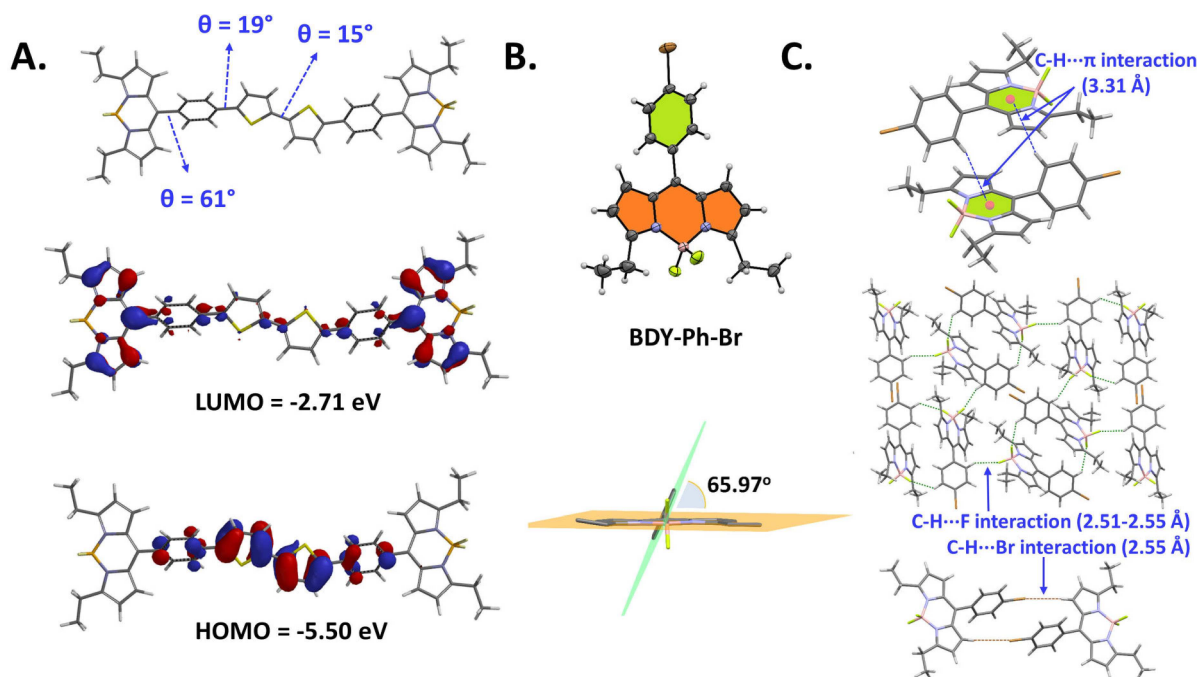 A.
θ = 19°
θ = 15°
θ = 61°
LUMO = -2.71 eV
HOMO = -5.50 eV
B.
BDY-Ph-Br
65.97°
C.
C-H···π interaction
(3.31 Å)
C-H···F interaction (2.51-2.55 Å)
C-H···Br interaction (2.55 Å)